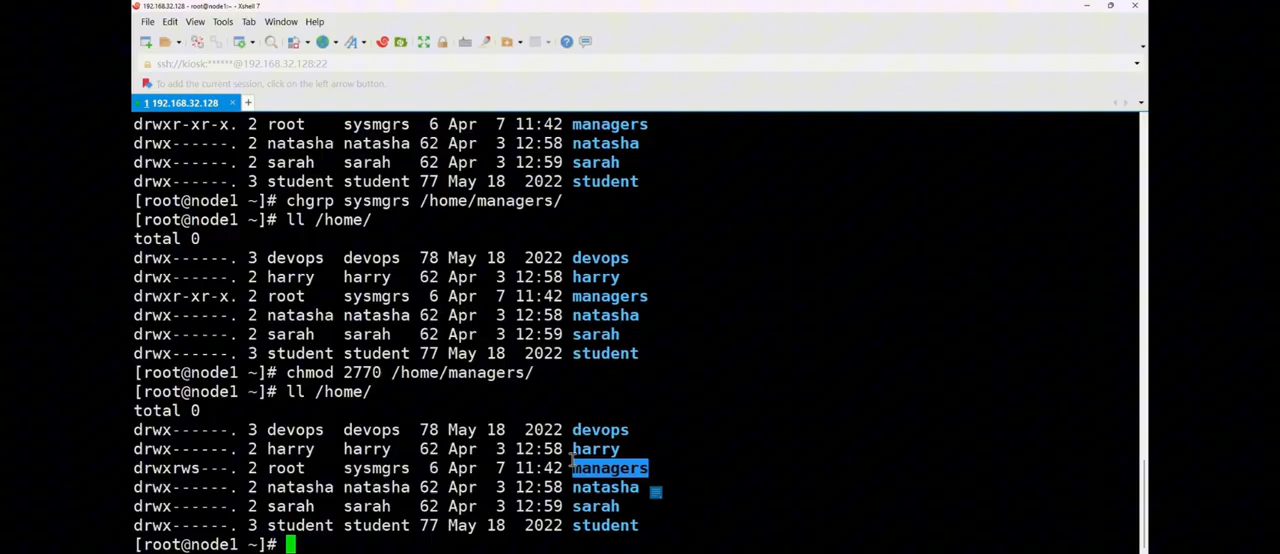 192.168.32.128 - root@node1:~ - Xshell 7
File Edit View Tools Tab Window Help
ssh://kiosk:******@192.168.32.128:22
To add the current session, click on the left arrow button.
1 192.168.32.128 × +
drwxr-xr-x. 2 root    sysmgrs  6 Apr  7 11:42 managers
drwx------. 2 natasha natasha 62 Apr  3 12:58 natasha
drwx------. 2 sarah   sarah   62 Apr  3 12:59 sarah
drwx------. 3 student student 77 May 18  2022 student
[root@node1 ~]# chgrp sysmgrs /home/managers/
[root@node1 ~]# ll /home/
total 0
drwx------. 3 devops  devops  78 May 18  2022 devops
drwx------. 2 harry   harry   62 Apr  3 12:58 harry
drwxr-xr-x. 2 root    sysmgrs  6 Apr  7 11:42 managers
drwx------. 2 natasha natasha 62 Apr  3 12:58 natasha
drwx------. 2 sarah   sarah   62 Apr  3 12:59 sarah
drwx------. 3 student student 77 May 18  2022 student
[root@node1 ~]# chmod 2770 /home/managers/
[root@node1 ~]# ll /home/
total 0
drwx------. 3 devops  devops  78 May 18  2022 devops
drwx------. 2 harry   harry   62 Apr  3 12:58 harry
drwxrws---. 2 root    sysmgrs  6 Apr  7 11:42 managers
drwx------. 2 natasha natasha 62 Apr  3 12:58 natasha
drwx------. 2 sarah   sarah   62 Apr  3 12:59 sarah
drwx------. 3 student student 77 May 18  2022 student
[root@node1 ~]#